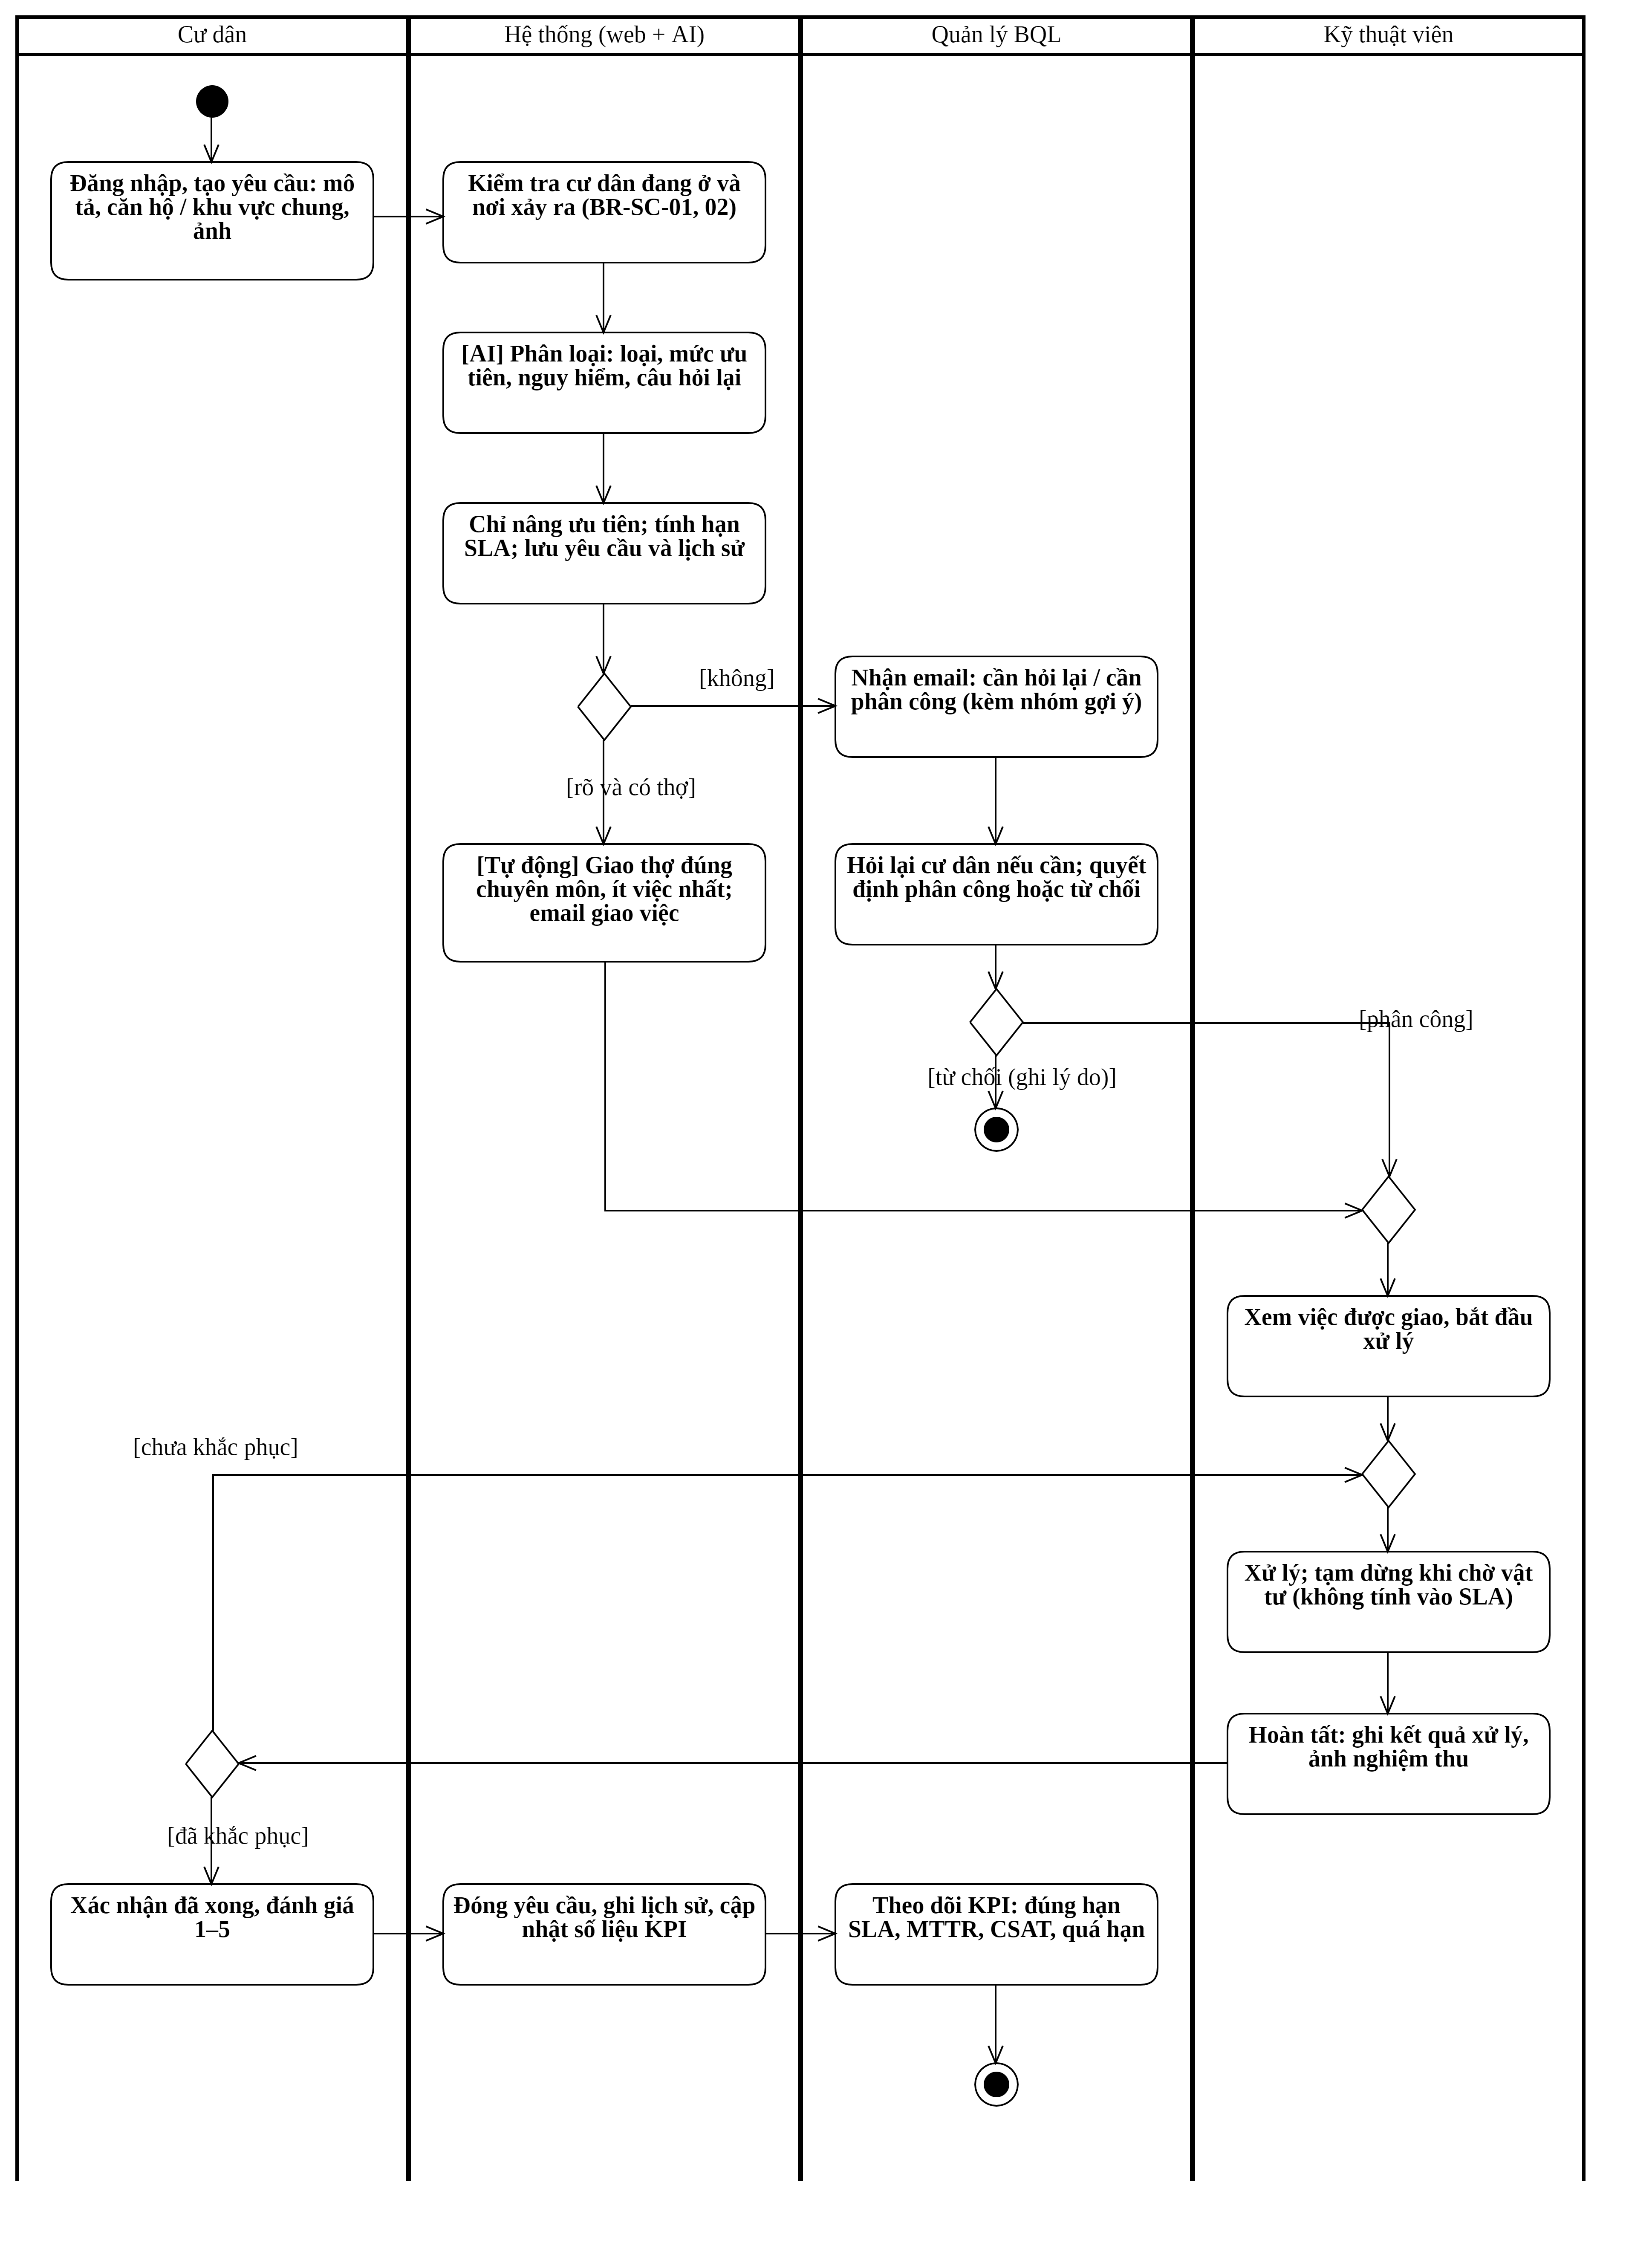 Cư dân
Hệ thống (web + AI)
Quản lý BQL
Kỹ thuật viên
Đăng nhập, tạo yêu cầu: mô
tả, căn hộ / khu vực chung,
ảnh
Kiểm tra cư dân đang ở và
nơi xảy ra (BR-SC-01, 02)
[AI] Phân loại: loại, mức ưu
tiên, nguy hiểm, câu hỏi lại
Chỉ nâng ưu tiên; tính hạn
SLA; lưu yêu cầu và lịch sử
[không]
Nhận email: cần hỏi lại / cần
phân công (kèm nhóm gợi ý)
[rõ và có thợ]
[Tự động] Giao thợ đúng
chuyên môn, ít việc nhất;
email giao việc
Hỏi lại cư dân nếu cần; quyết
định phân công hoặc từ chối
[phân công]
[từ chối (ghi lý do)]
Xem việc được giao, bắt đầu
xử lý
[chưa khắc phục]
Xử lý; tạm dừng khi chờ vật
tư (không tính vào SLA)
Hoàn tất: ghi kết quả xử lý,
ảnh nghiệm thu
[đã khắc phục]
Xác nhận đã xong, đánh giá
1–5
Đóng yêu cầu, ghi lịch sử, cập
nhật số liệu KPI
Theo dõi KPI: đúng hạn
SLA, MTTR, CSAT, quá hạn